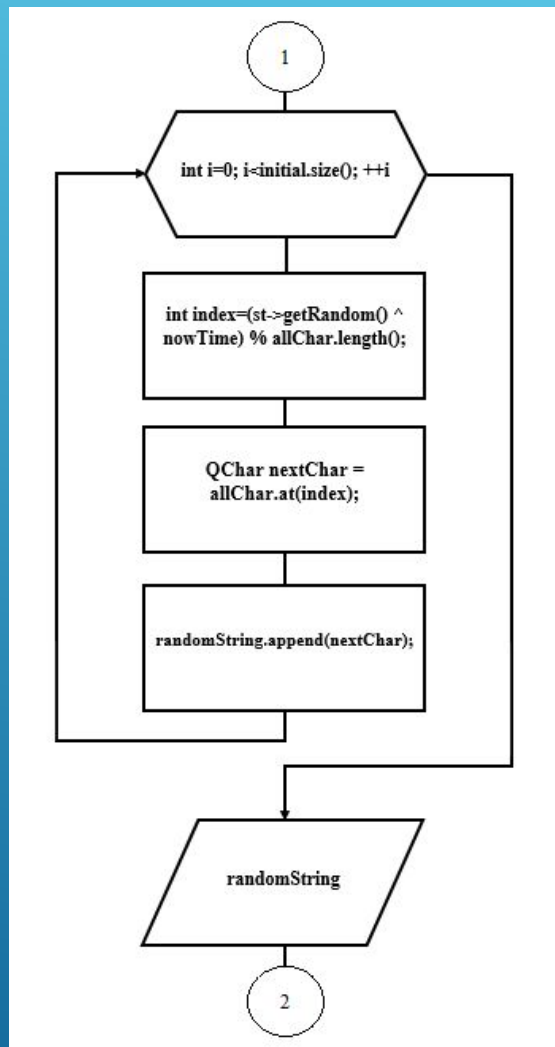 1
int i=0; i<initial.size(); ++i
int index=(st->getRandom() ^
nowTime) % allChar.length();
QChar nextChar =
allChar.at(index);
randomString.append(nextChar);
randomString
2